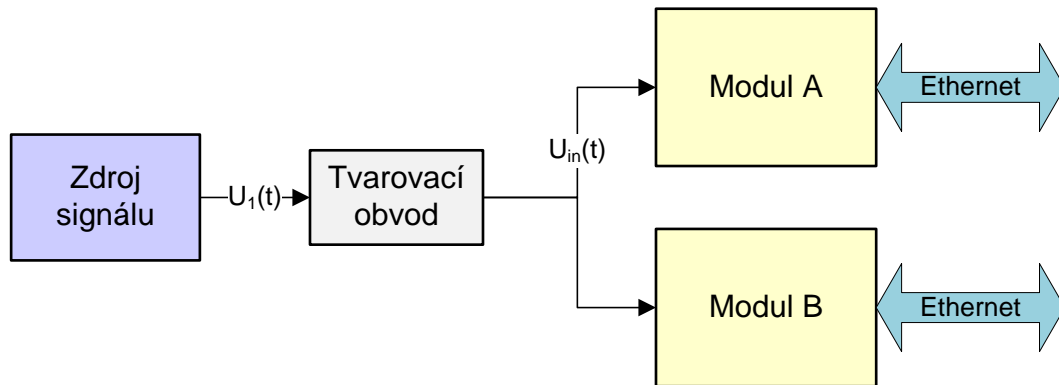 Zdroj
signálu
U1(t)
Tvarovací
obvod
Uin(t)
Modul A
Ethernet
Modul B
Ethernet